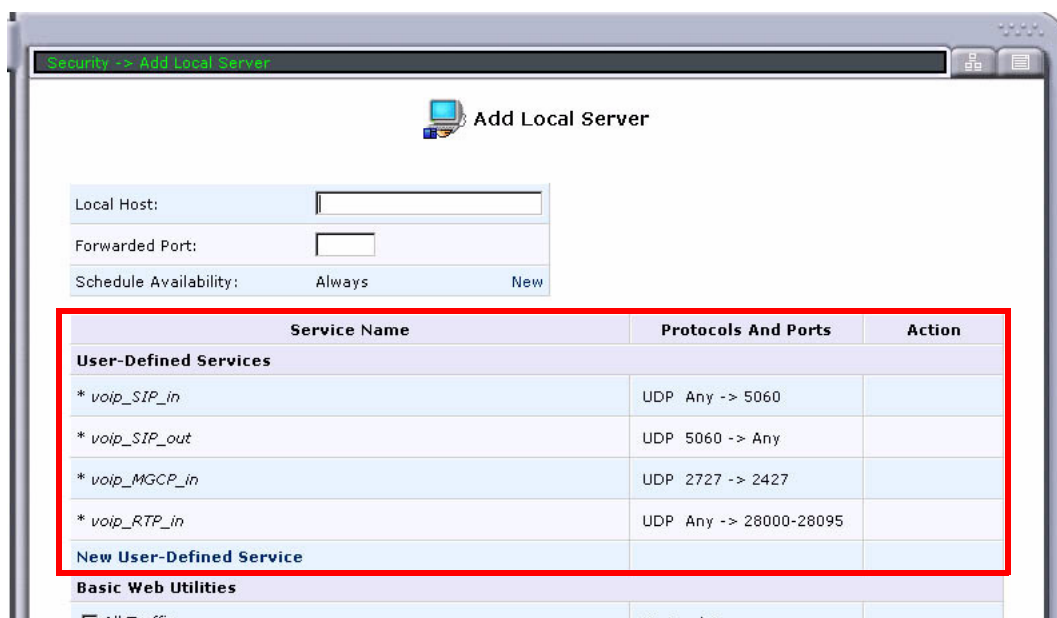 Security -> Add Local Server
Add Local Server
Local Host:
Forwarded Port:
Schedule Availability: Always New
Service Name Protocols And Ports Action
User-Defined Services
* voip_SIP_in UDP Any -> 5060
* voip_SIP_out UDP 5060 -> Any
* voip_MGCP_in UDP 2727 -> 2427
* voip_RTP_in UDP Any -> 28000-28095
New User-Defined Service
Basic Web Utilities